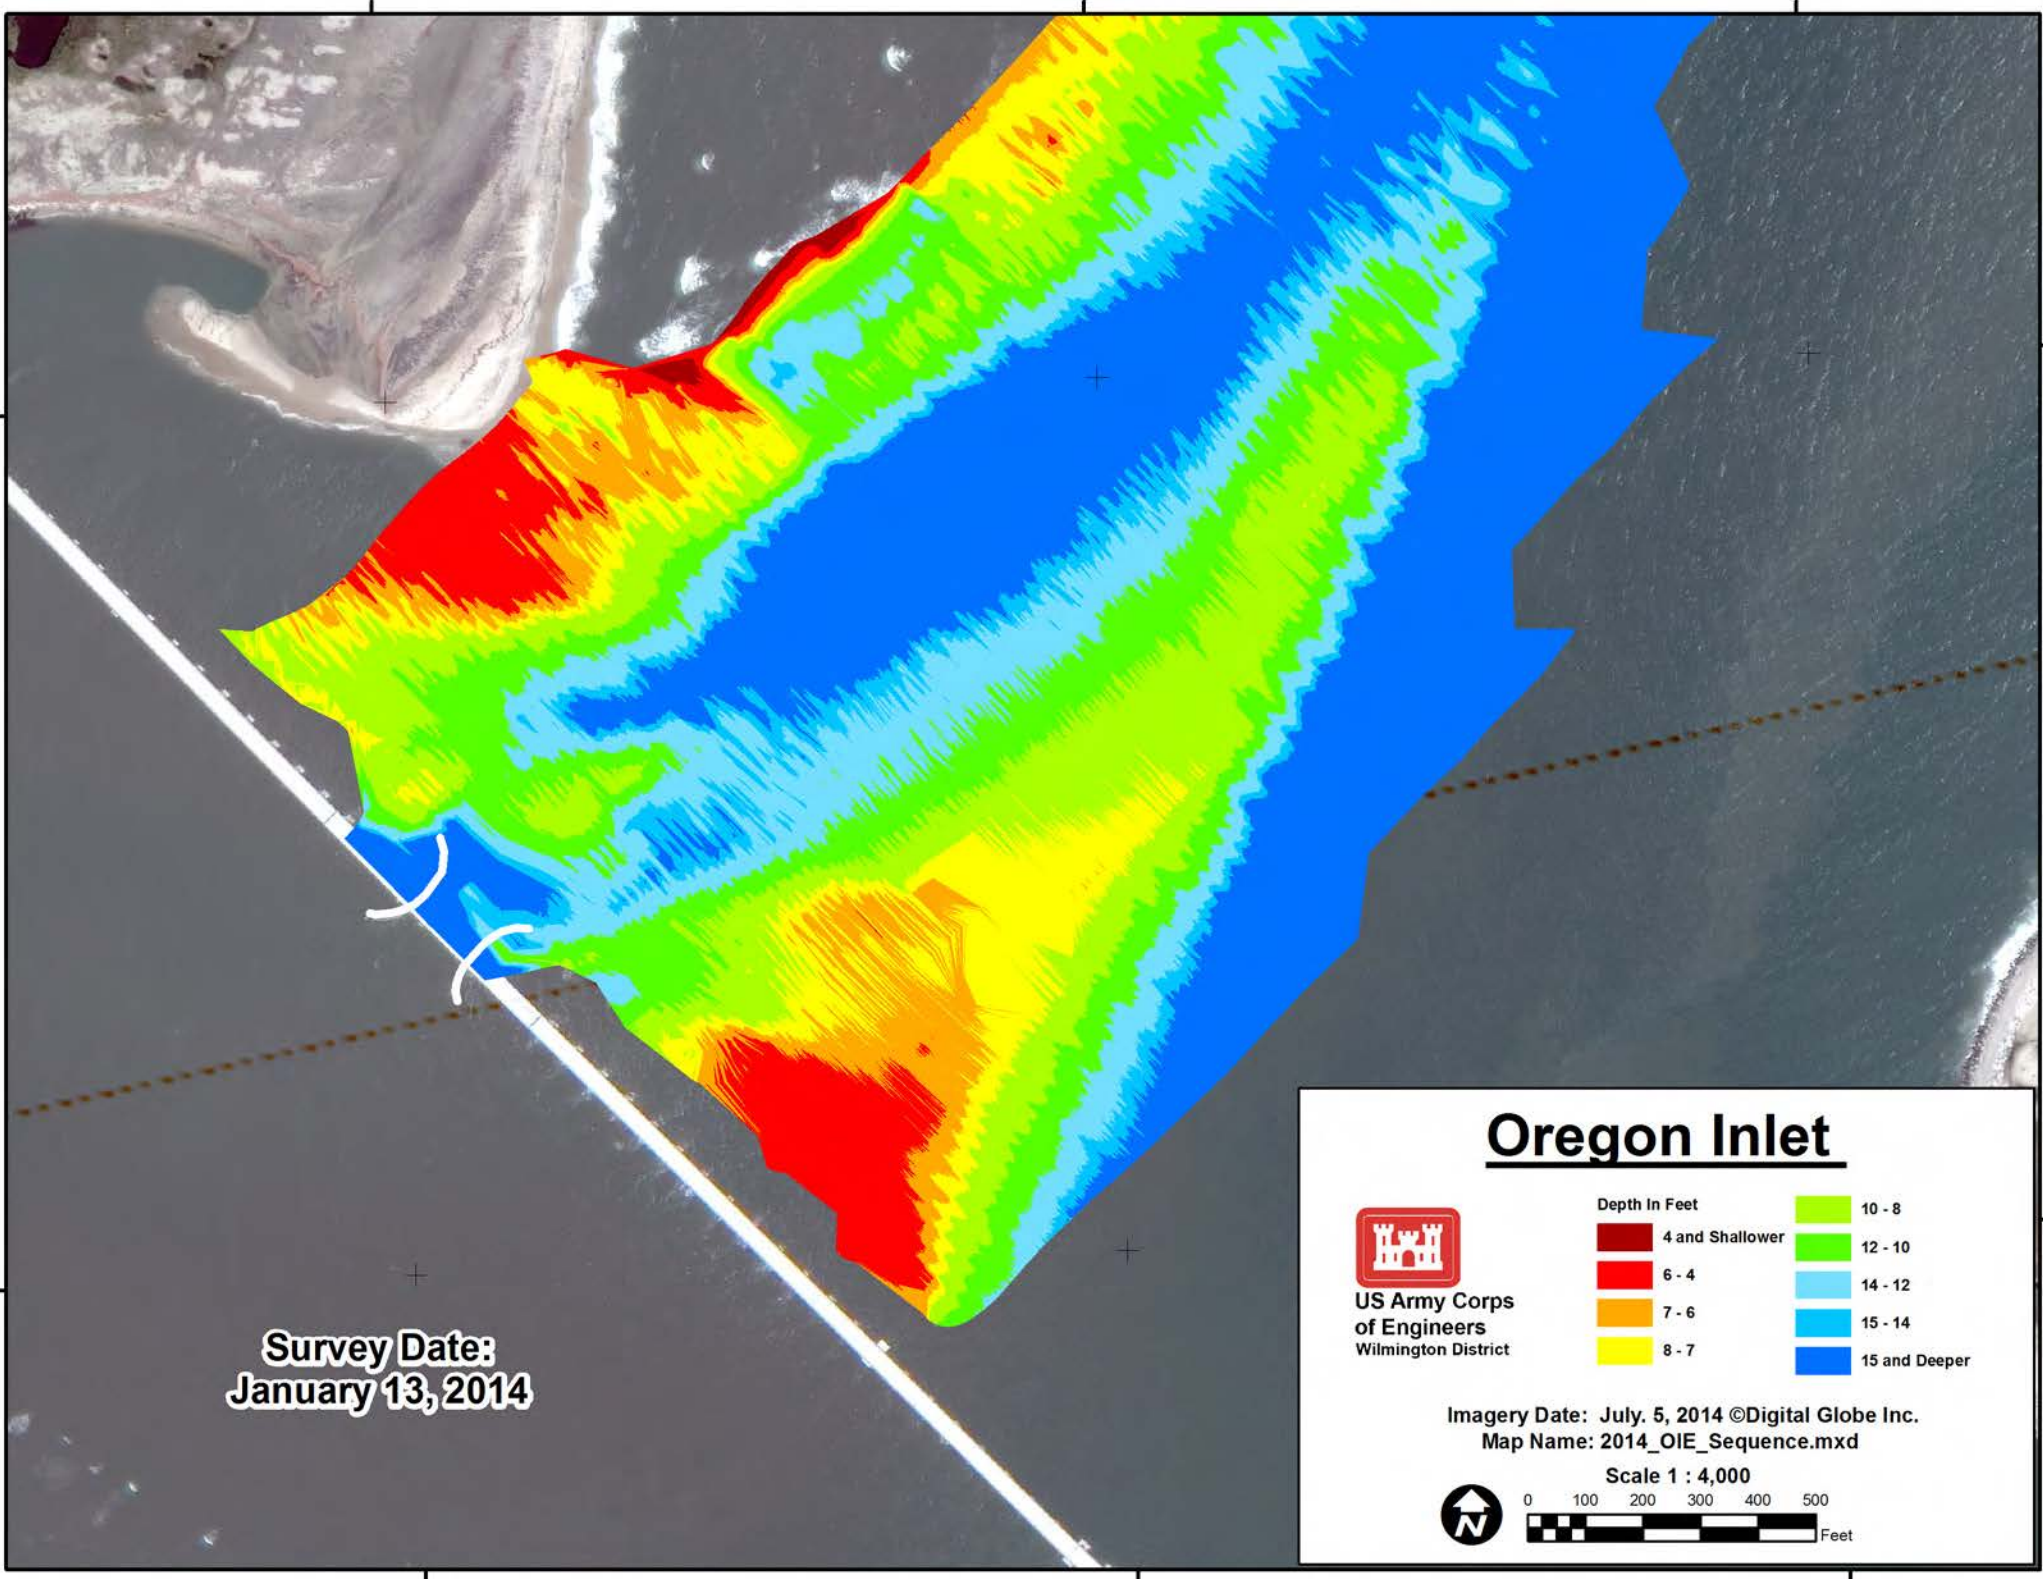 Survey Date:
January 13, 2014
Oregon Inlet
US Army Corps
of Engineers
Wilmington District
Depth In Feet
4 and Shallower
6 - 4
7 - 6
8 - 7
10 - 8
12 - 10
14 - 12
15 - 14
15 and Deeper
Imagery Date: July. 5, 2014 ©Digital Globe Inc.
Map Name: 2014_OIE_Sequence.mxd
Scale 1 : 4,000
N
0 100 200 300 400 500
Feet